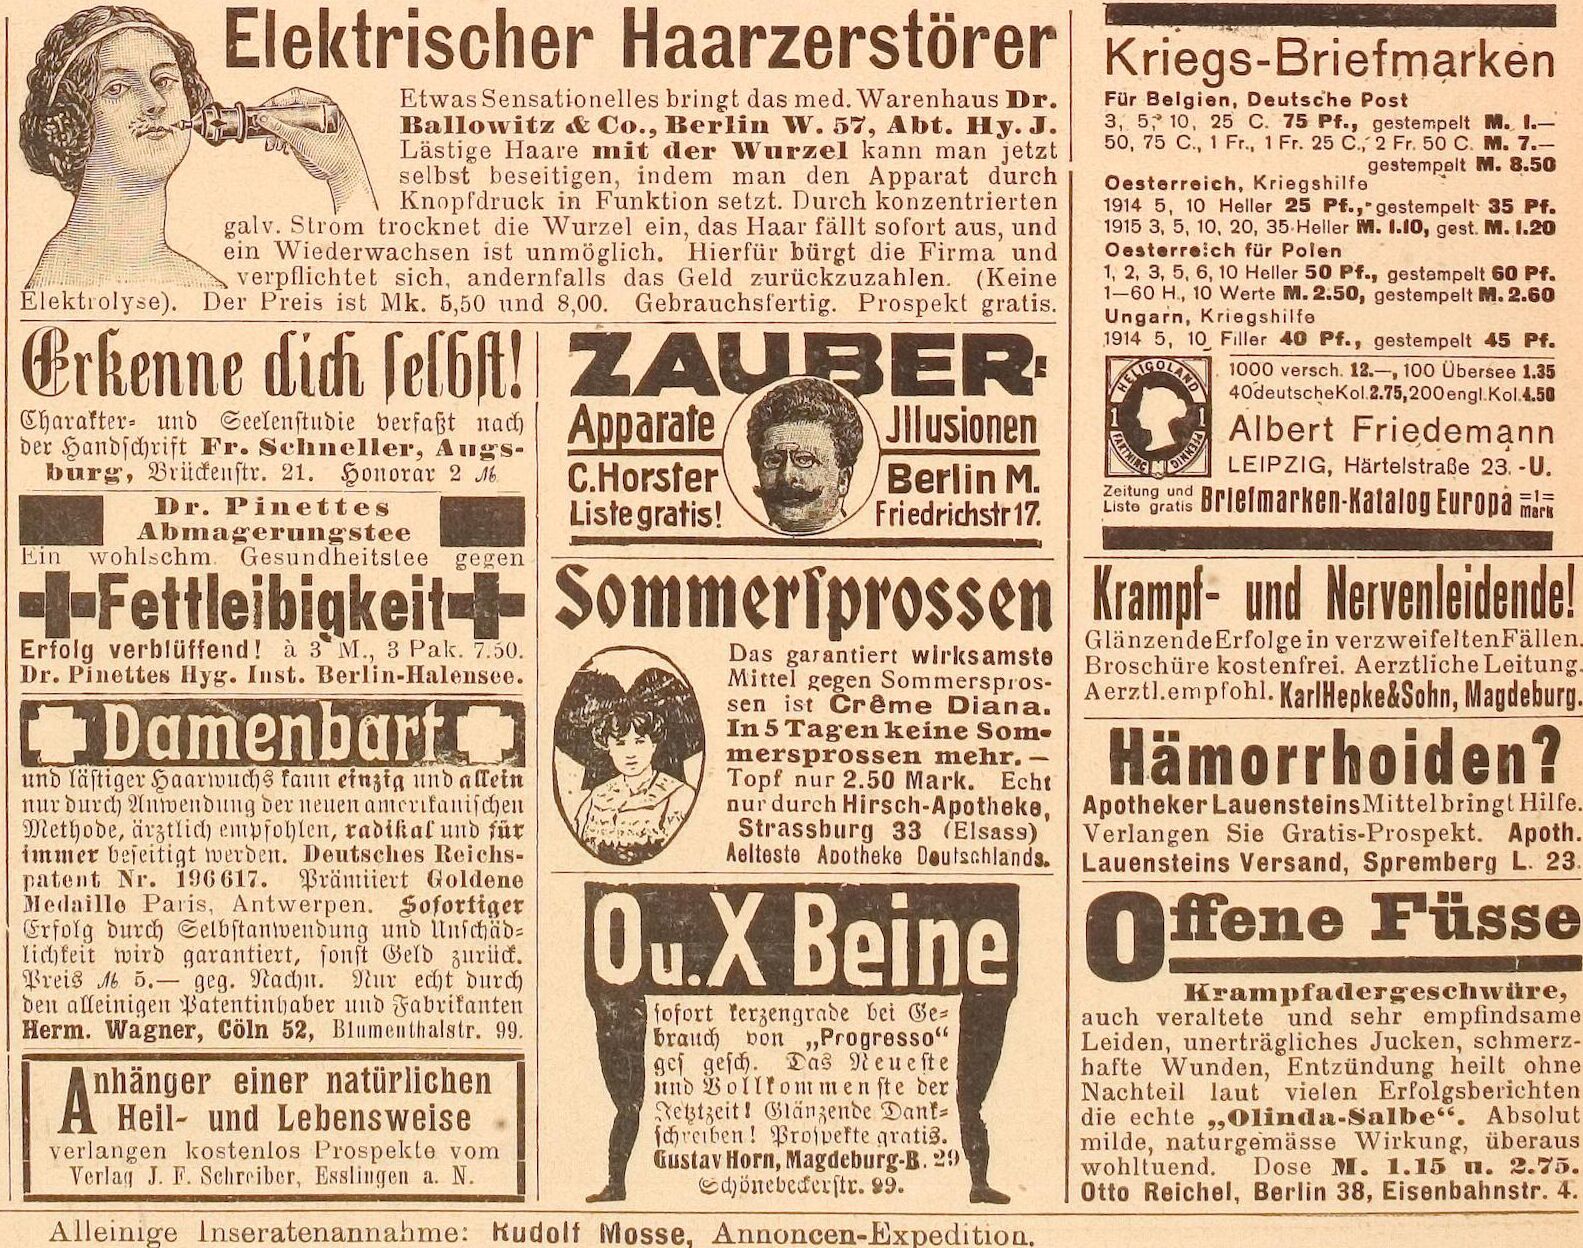 Elektrischer Haarzerstörer
Etwas Sensationelles bringt das med. Warenhaus Dr.
Ballowitz & Co., Berlin W. 57, Abt. Hy. J.
Lästige Haare mit der Wurzel kann man jetzt
selbst beseitigen, indem man den Apparat durch
Knopfdruck in Funktion setzt. Durch konzentrierten
galv. Strom trocknet die Wurzel ein, das Haar fällt sofort aus, und
ein Wiederwachsen ist unmöglich. Hierfür bürgt die Firma und
verpflichtet sich, andernfalls das Geld zurückzuzahlen. (Keine
Elektrolyse). Der Preis ist Mk. 5,50 und 8,00. Gebrauchsfertig. Prospekt gratis.
Erkenne dich selbst!
Charakter- und Seelenstudie verfaßt nach
der Handschrift Fr. Schneller, Augs-
burg, Brückenstr. 21. Honorar 2 M
Dr. Pinettes
Abmagerungstee
Ein wohlschm. Gesundheitstee gegen
Fettleibigkeit
Erfolg verblüffend! à 3 M., 3 Pak. 7.50.
Dr. Pinettes Hyg. Inst. Berlin-Halensee.
Damenbart
und lästiger Haarwuchs kann einzig und allein
nur durch Anwendung der neuen amerikanischen
Methode, ärztlich empfohlen, radikal und für
immer beseitigt werden. Deutsches Reichs-
patent Nr. 196617. Prämiiert Goldene
Medaille Paris, Antwerpen. Sofortiger
Erfolg durch Selbstanwendung und Unschäd-
lichkeit wird garantiert, sonst Geld zurück.
Preis M 5.— geg. Nachn. Nur echt durch
den alleinigen Patentinhaber und Fabrikanten
Herm. Wagner, Cöln 52, Blumenthalstr. 99.
Anhänger einer natürlichen
Heil- und Lebensweise
verlangen kostenlos Prospekte vom
Verlag J. F. Schreiber, Esslingen a. N.
ZAUBER-
Apparate Jllusionen
C. Horster Berlin M.
Liste gratis! Friedrichstr 17.
Sommersprossen
Das garantiert wirksamste
Mittel gegen Sommerspros-
sen ist Crême Diana.
In 5 Tagen keine Som-
mersprossen mehr. —
Topf nur 2.50 Mark. Echt
nur durch Hirsch-Apotheke,
Strassburg 33 (Elsass)
Aelteste Apotheke Deutschlands.
O u. X Beine
sofort kerzengrade bei Ge-
brauch von „Progresso“
ges gesch. Das Neueste
und Vollkommenste der
Jetztzeit! Glänzende Dank-
schreiben! Prospekte gratis.
Gustav Horn, Magdeburg-B. 29
Schönebeckerstr. 99.
Kriegs-Briefmarken
Für Belgien, Deutsche Post
3, 5, 10, 25 C. 75 Pf., gestempelt M. 1.—
50, 75 C., 1 Fr., 1 Fr. 25 C., 2 Fr. 50 C. M. 7.—
gestempelt M. 8.50
Oesterreich, Kriegshilfe
1914 5, 10 Heller 25 Pf., gestempelt 35 Pf.
1915 3, 5, 10, 20, 35 Heller M. 1.10, gest. M. 1.20
Oesterreich für Polen
1, 2, 3, 5, 6, 10 Heller 50 Pf., gestempelt 60 Pf.
1—60 H., 10 Werte M. 2.50, gestempelt M. 2.60
Ungarn, Kriegshilfe
1914 5, 10 Filler 40 Pf., gestempelt 45 Pf.
HELIGOLAND
1 1
FARTHING PFENNIG
1000 versch. 12.—, 100 Übersee 1.35
40 deutsche Kol. 2.75, 200 engl. Kol. 4.50
Albert Friedemann
LEIPZIG, Härtelstraße 23. -U.
Zeitung und
Liste gratis Briefmarken-Katalog Europa =1=
Mark
Krampf- und Nervenleidende!
Glänzende Erfolge in verzweifelten Fällen.
Broschüre kostenfrei. Aerztliche Leitung.
Aerztl. empfohl. Karl Hepke & Sohn, Magdeburg.
Hämorrhoiden?
Apotheker Lauensteins Mittel bringt Hilfe.
Verlangen Sie Gratis-Prospekt. Apoth.
Lauensteins Versand, Spremberg L. 23
Offene Füsse
Krampfadergeschwüre,
auch veraltete und sehr empfindsame
Leiden, unerträgliches Jucken, schmerz-
hafte Wunden, Entzündung heilt ohne
Nachteil laut vielen Erfolgsberichten
die echte „Olinda-Salbe“. Absolut
milde, naturgemässe Wirkung, überaus
wohltuend. Dose M. 1.15 u. 2.75.
Otto Reichel, Berlin 38, Eisenbahnstr. 4.
Alleinige Inseratenannahme: Rudolf Mosse, Annoncen-Expedition.